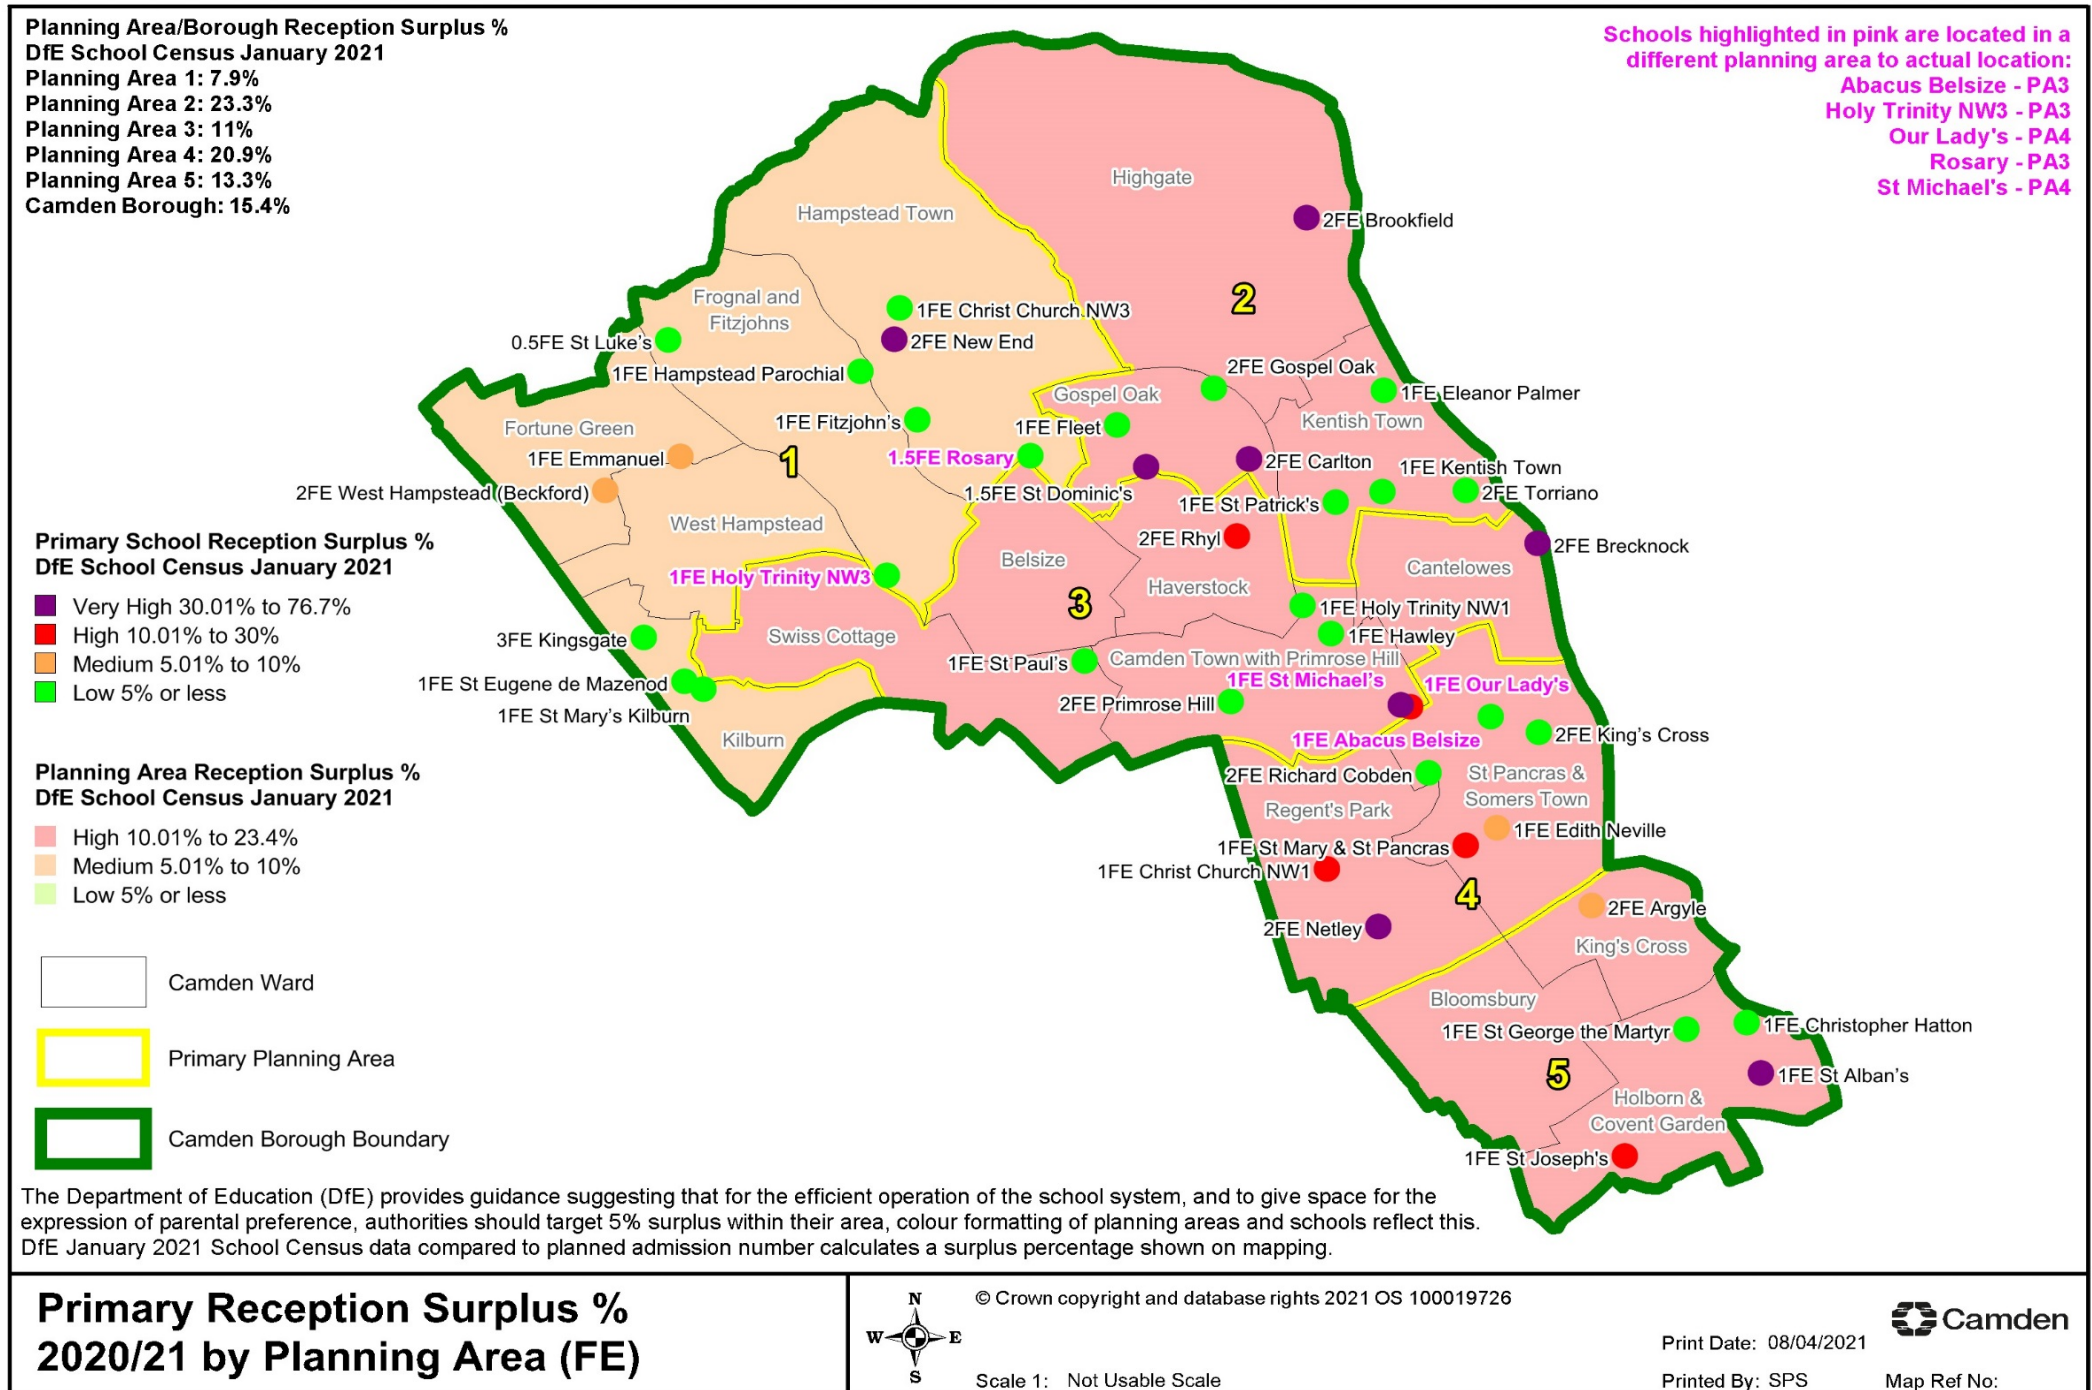 Planning Area/Borough Reception Surplus %
DfE School Census January 2021
Planning Area 1: 7.9%
Planning Area 2: 23.3%
Planning Area 3: 11%
Planning Area 4: 20.9%
Planning Area 5: 13.3%
Camden Borough: 15.4%
Schools highlighted in pink are located in a
different planning area to actual location:
Abacus Belsize - PA3
Holy Trinity NW3 - PA3
Our Lady's - PA4
Rosary - PA3
St Michael's - PA4
Highgate
Hampstead Town
2FE Brookfield
2
Frognal and
Fitzjohns
1FE Christ Church NW3
0.5FE St Luke's
2FE New End
1FE Hampstead Parochial
2FE Gospel Oak
Gospel Oak
1FE Eleanor Palmer
1FE Fitzjohn's
Kentish Town
Fortune Green
1FE Fleet
1FE Emmanuel
1
1.5FE Rosary
2FE Carlton
1FE Kentish Town
2FE West Hampstead (Beckford)
1.5FE St Dominic's
2FE Torriano
1FE St Patrick's
West Hampstead
2FE Rhyl
2FE Brecknock
Belsize
Cantelowes
1FE Holy Trinity NW3
Haverstock
3
1FE Holy Trinity NW1
3FE Kingsgate
Swiss Cottage
1FE Hawley
1FE St Paul's
Camden Town with Primrose Hill
1FE St Eugene de Mazenod
1FE St Michael's
1FE Our Lady's
2FE Primrose Hill
1FE St Mary's Kilburn
Kilburn
1FE Abacus Belsize
2FE King's Cross
2FE Richard Cobden
St Pancras &
Somers Town
Regent's Park
1FE Edith Neville
1FE St Mary & St Pancras
1FE Christ Church NW1
4
2FE Argyle
2FE Netley
King's Cross
Bloomsbury
1FE St George the Martyr
1FE Christopher Hatton
5
1FE St Alban's
Holborn &
Covent Garden
1FE St Joseph's
Primary School Reception Surplus %
DfE School Census January 2021
Very High 30.01% to 76.7%
High 10.01% to 30%
Medium 5.01% to 10%
Low 5% or less
Planning Area Reception Surplus %
DfE School Census January 2021
High 10.01% to 23.4%
Medium 5.01% to 10%
Low 5% or less
Camden Ward
Primary Planning Area
Camden Borough Boundary
The Department of Education (DfE) provides guidance suggesting that for the efficient operation of the school system, and to give space for the
expression of parental preference, authorities should target 5% surplus within their area, colour formatting of planning areas and schools reflect this.
DfE January 2021 School Census data compared to planned admission number calculates a surplus percentage shown on mapping.
Primary Reception Surplus %
2020/21 by Planning Area (FE)
N
W E
S
© Crown copyright and database rights 2021 OS 100019726
Scale 1: Not Usable Scale
Camden
Print Date: 08/04/2021
Printed By: SPS
Map Ref No: